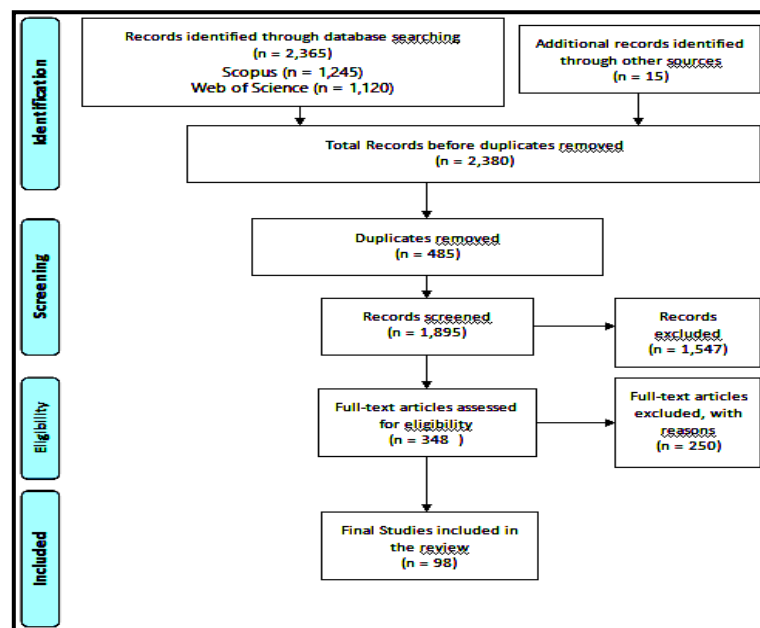 Identification
Records identified through database searching
(n = 2,365)
Scopus (n = 1,245)
Web of Science (n = 1,120)
Additional records identified
through other sources
(n = 15)
Total Records before duplicates removed
(n = 2,380)
Screening
Duplicates removed
(n = 485)
Records screened
(n = 1,895)
Records
excluded
(n = 1,547)
Eligibility
Full-text articles assessed
for eligibility
(n = 348 )
Full-text articles
excluded, with
reasons
(n = 250)
Included
Final Studies included in
the review
(n = 98)